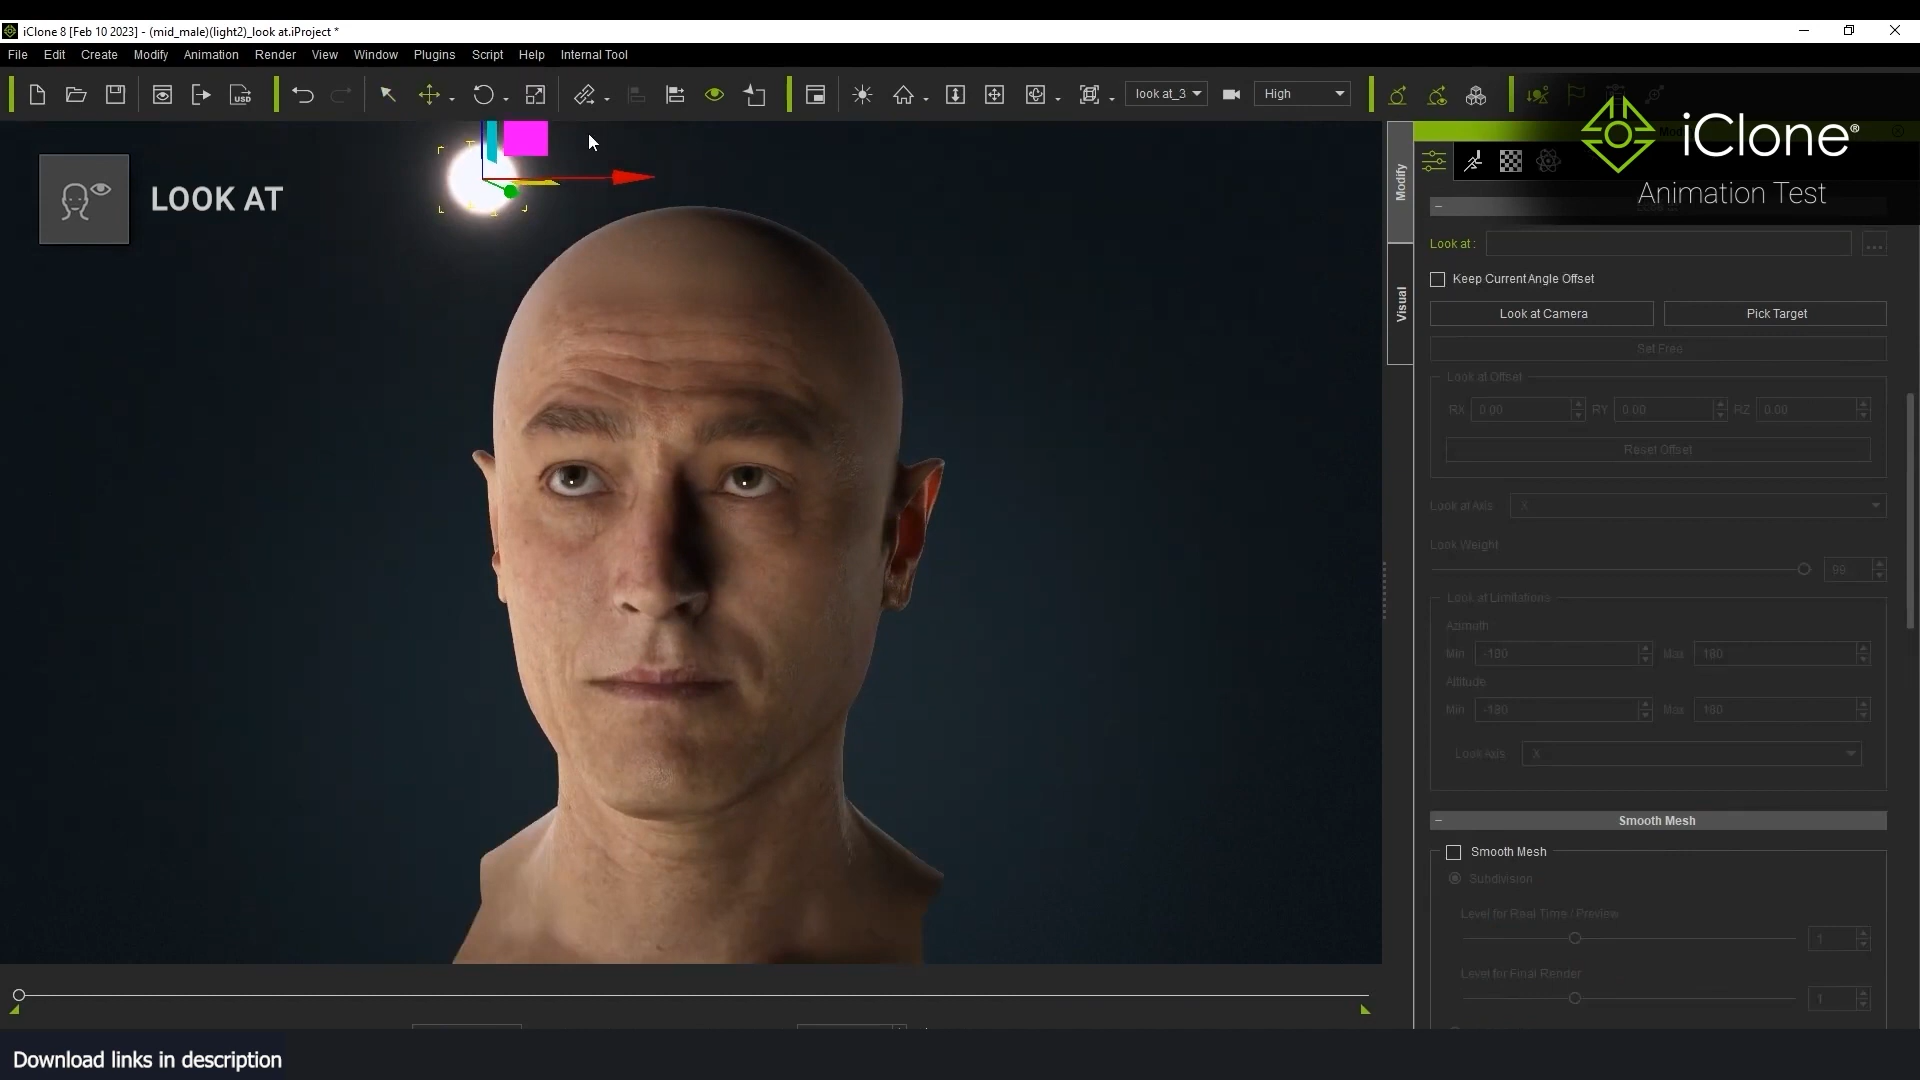 iClone 8 [Feb 10 2023] - (mid_male)(light2)_look at.iProject *
File Edit Create Modify Animation Render View Window Plugins Script Help Internal Tool
USD
look at_3
High
iClone®
Animation Test
LOOK AT
Modify
Visual
Look at :
...
Keep Current Angle Offset
Look at Camera
Pick Target
Set Free
Look at Offset
RX 0.00 RY 0.00 RZ 0.00
Reset Offset
Look at Axis X
Look Weight
99
Look at Limitations
Azimuth
Min -180 Max 180
Altitude
Min -180 Max 180
Look Axis X
Smooth Mesh
Smooth Mesh
Subdivision
Level for Real Time / Preview
1
Level for Final Render
1
Download links in description